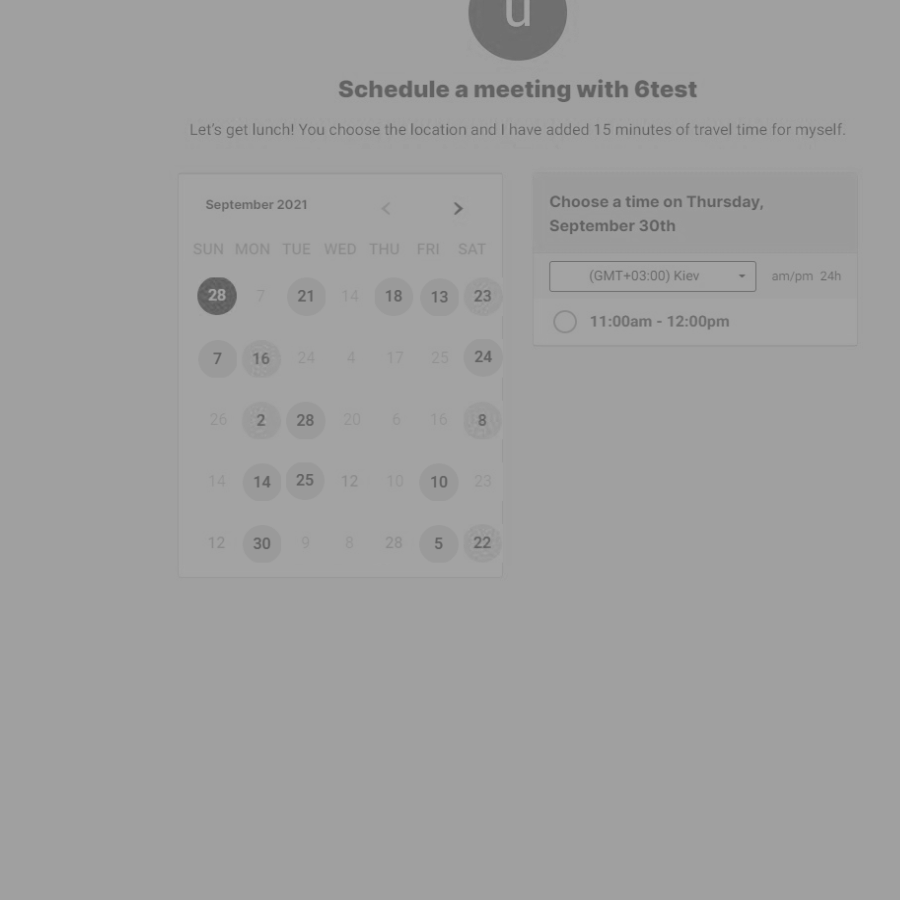 u
Schedule a meeting with 6test
Let's get lunch! You choose the location and I have added 15 minutes of travel time for myself.
September 2021
SUN MON TUE WED THU FRI SAT
28 7 21 14 18 13 23
7 16 24 4 17 25 24
26 2 28 20 6 16 8
14 14 25 12 10 10 23
12 30 9 8 28 5 22
Choose a time on Thursday,
September 30th
(GMT+03:00) Kiev am/pm 24h
11:00am - 12:00pm